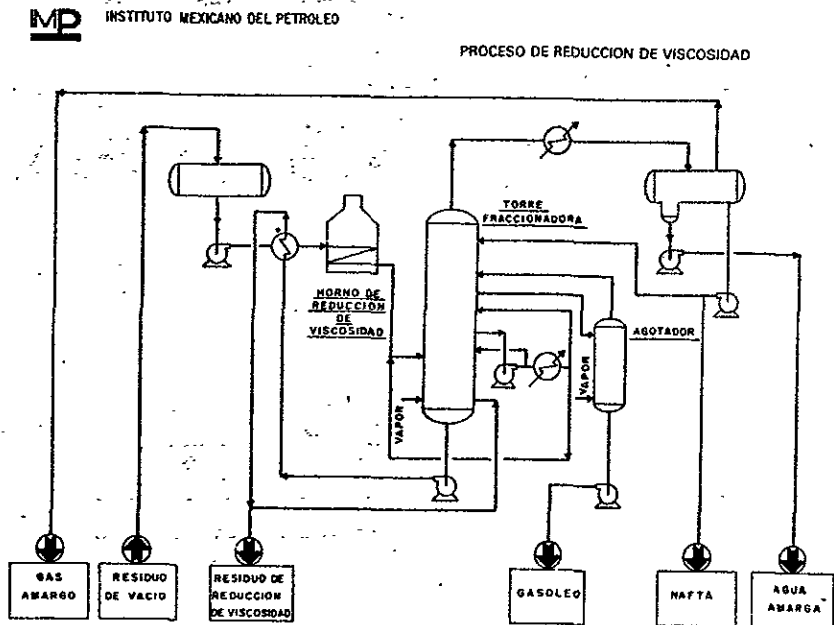 IMP
INSTITUTO MEXICANO DEL PETROLEO
PROCESO DE REDUCCION DE VISCOSIDAD
TORRE
FRACCIONADORA
HORNO DE
REDUCCION
DE
VISCOSIDAD
AGOTADOR
VAPOR
VAPOR
GAS
AMARGO
RESIDUO
DE VACIO
RESIDUO DE
REDUCCION
DE VISCOSIDAD
GASOLEO
NAFTA
AGUA
AMARGA